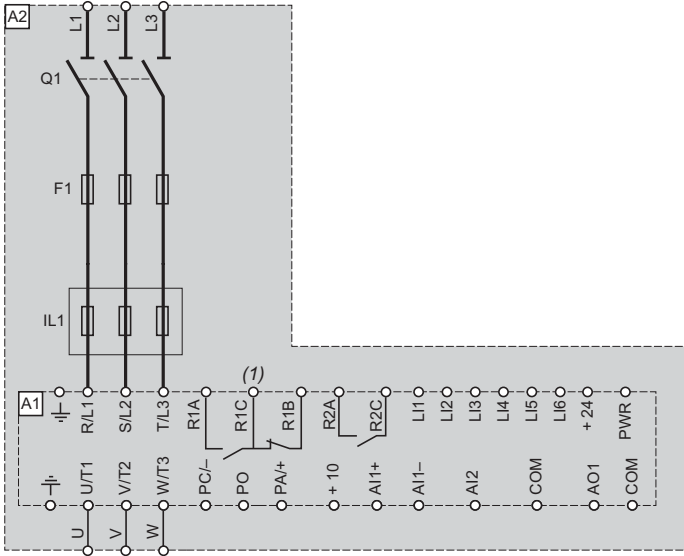 A2
L1 L2 L3
Q1
F1
IL1
(1)
A1
R/L1 S/L2 T/L3 R1A R1C R1B R2A R2C LI1 LI2 LI3 LI4 LI5 LI6 + 24 PWR
U/T1 V/T2 W/T3 PC/– PO PA/+ + 10 AI1+ AI1– AI2 COM AO1 COM
U V W